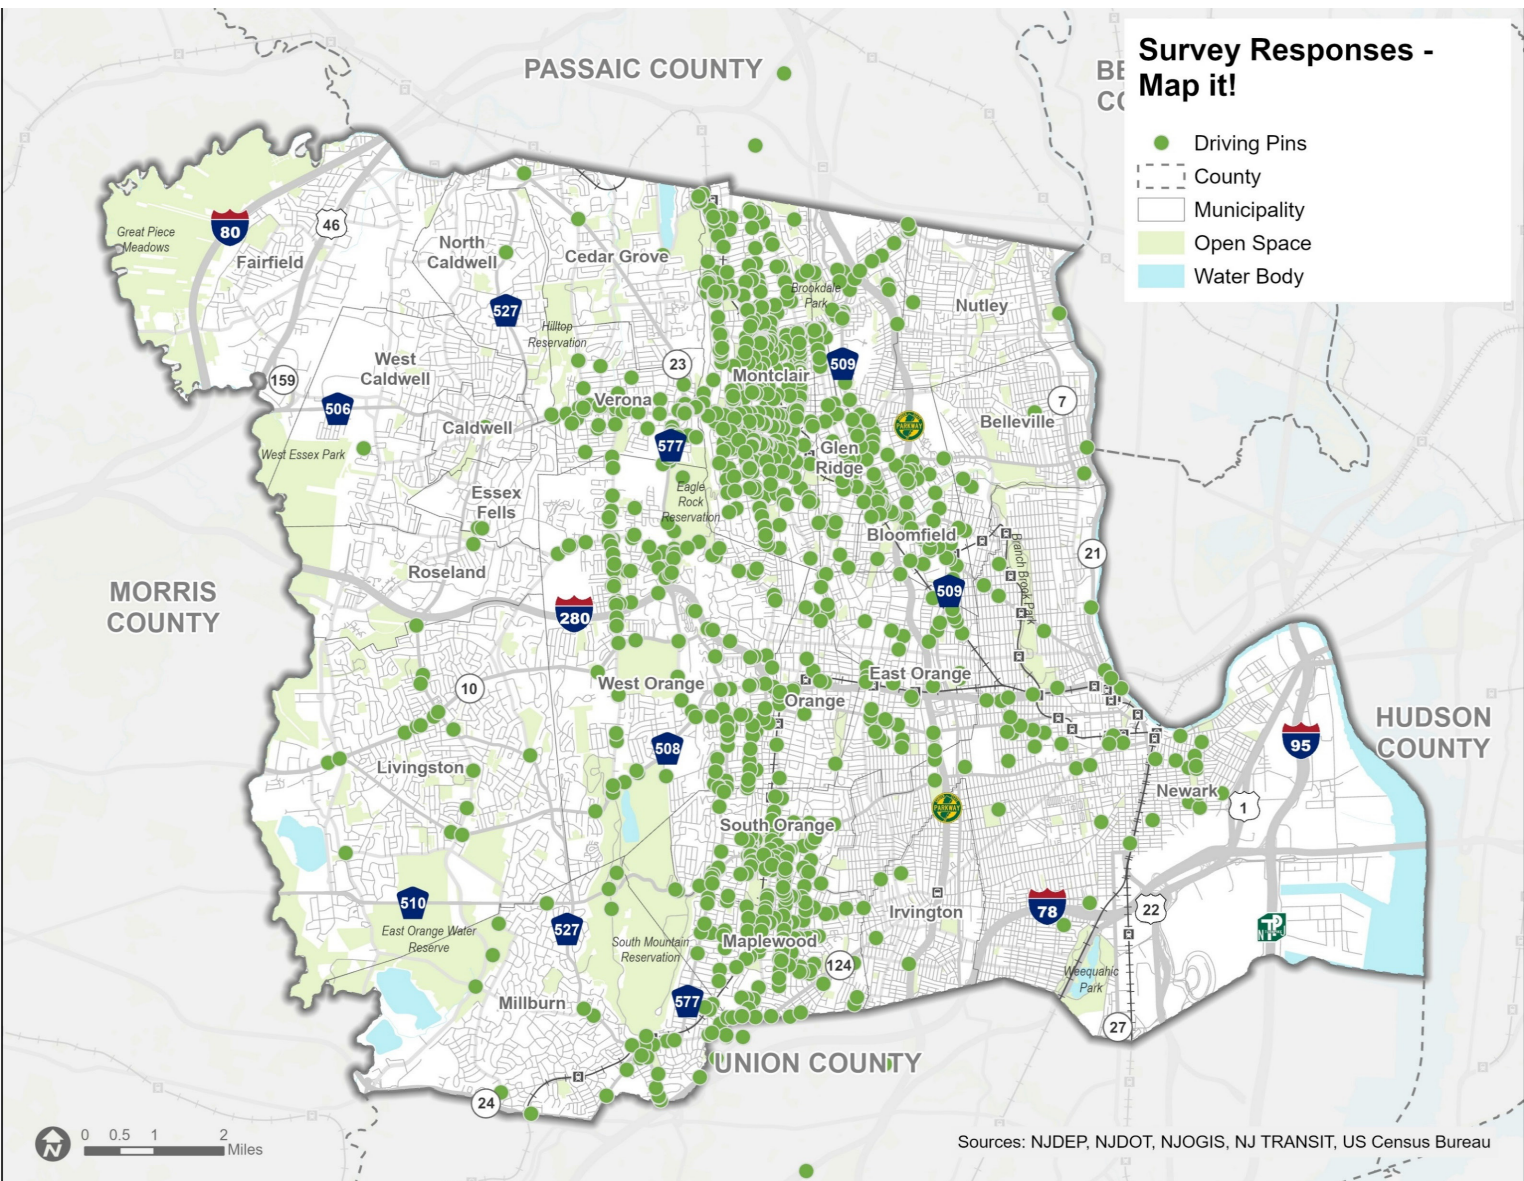 Survey Responses -
Map it!
Driving Pins
County
Municipality
Open Space
Water Body
PASSAIC COUNTY
BE
CO
Great Piece
Meadows
80
46
Fairfield
North
Caldwell
Cedar Grove
527
Hilltop
Reservation
Brookdale
Park
Nutley
159
West
Caldwell
23
Montclair
509
506
Verona
7
Caldwell
577
Belleville
PARKWAY
West Essex Park
Glen
Ridge
Essex
Fells
Eagle
Rock
Reservation
Bloomfield
Branch Brook Park
21
Roseland
MORRIS
COUNTY
280
509
10
West Orange
East Orange
Orange
508
HUDSON
COUNTY
95
Livingston
Newark
1
PARKWAY
South Orange
510
527
Irvington
78
22
East Orange Water
Reserve
South Mountain
Reservation
Maplewood
124
Weequahic
Park
Millburn
577
27
UNION COUNTY
24
N
0 0.5 1 2
Miles
Sources: NJDEP, NJDOT, NJOGIS, NJ TRANSIT, US Census Bureau